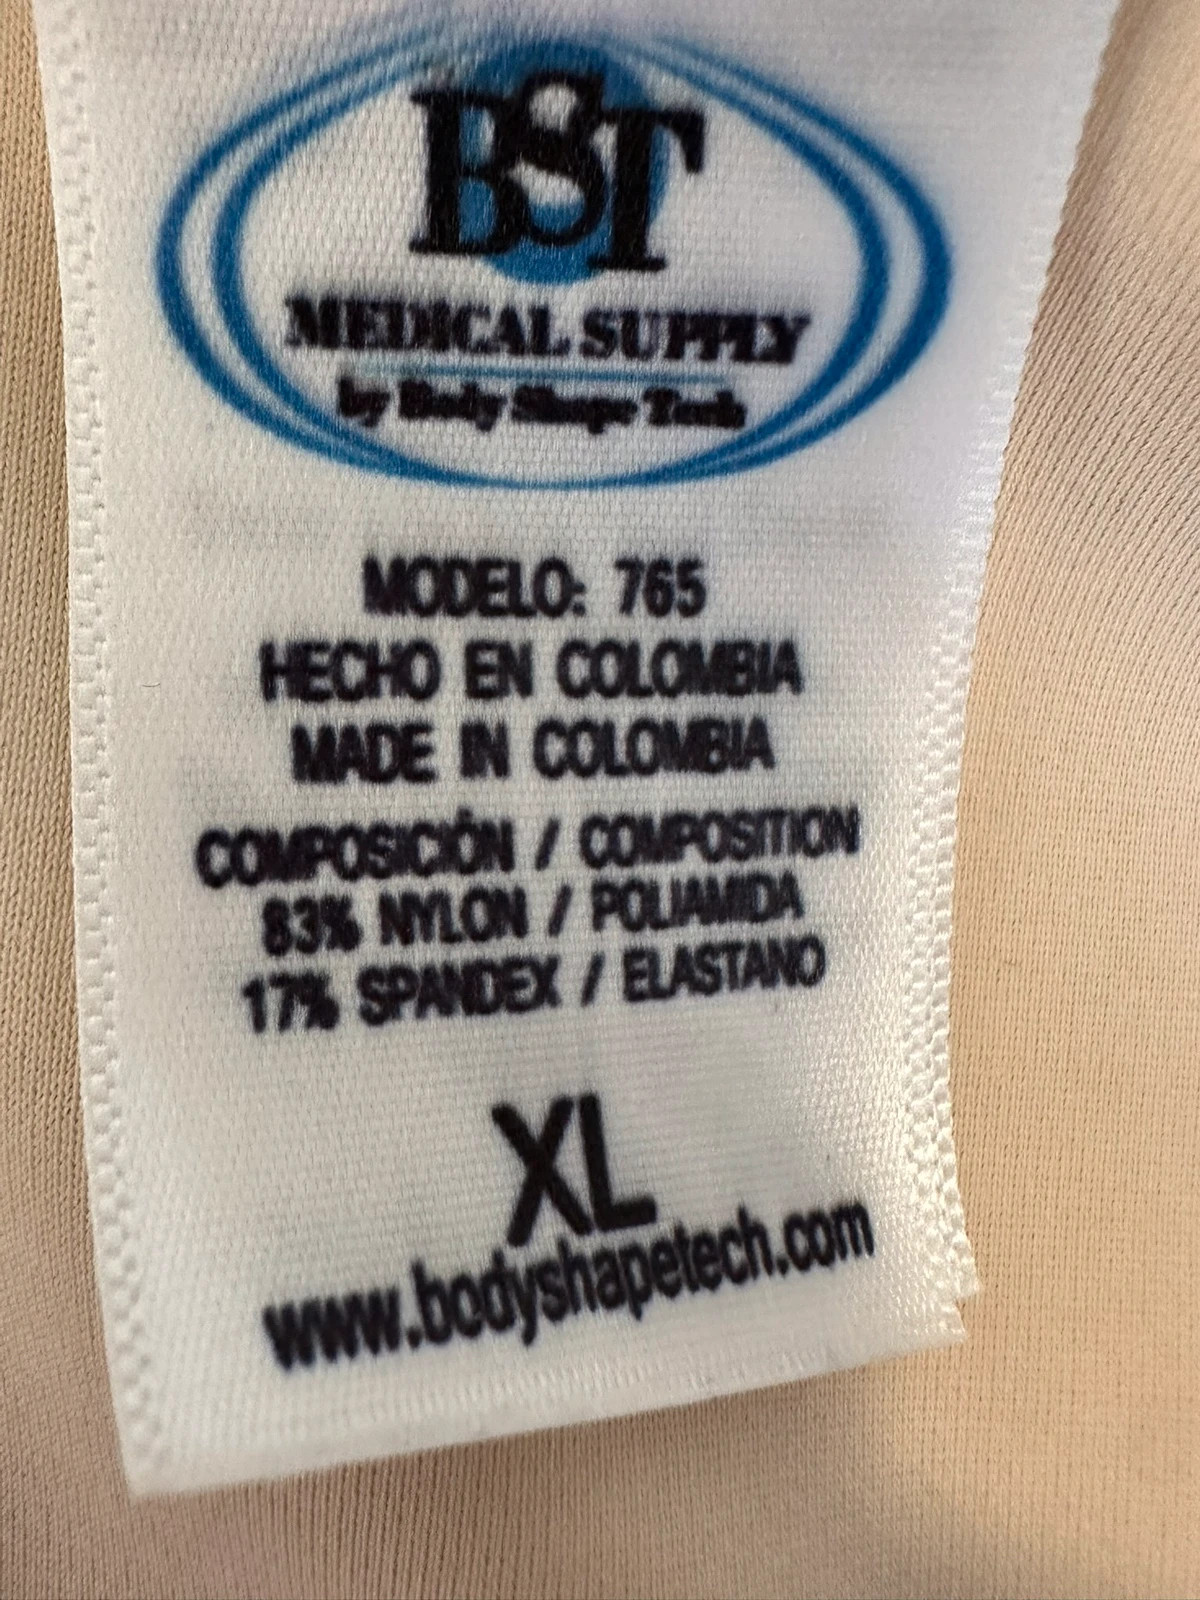 BST
MEDICAL SUPPLY
by Body Shape Tech
MODELO: 765
HECHO EN COLOMBIA
MADE IN COLOMBIA
COMPOSICIÓN / COMPOSITION
83% NYLON / POLIAMIDA
17% SPANDEX / ELASTANO
XL
www.bodyshapetech.com